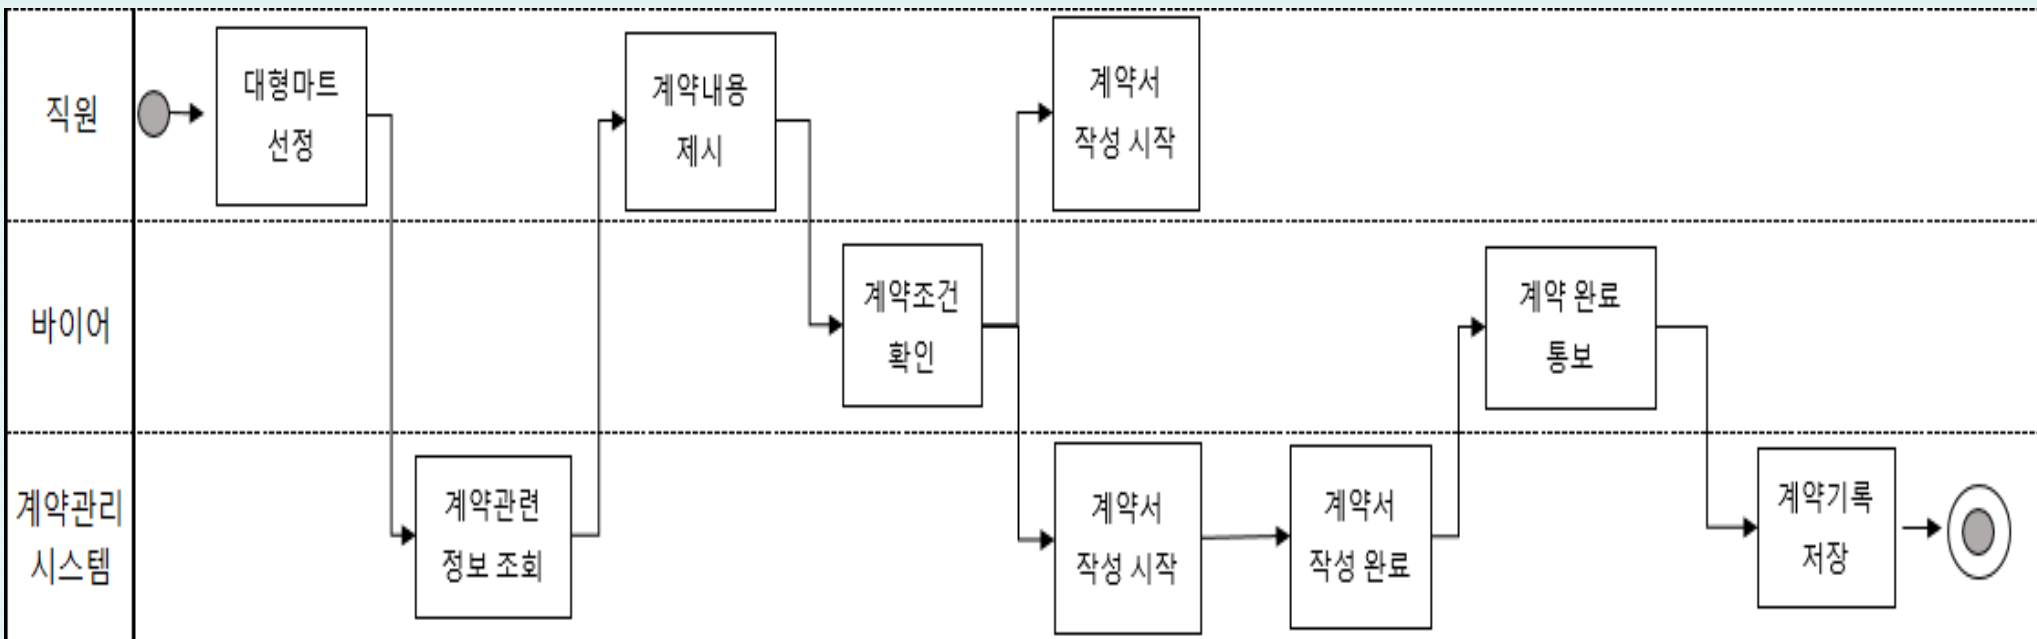 직원
대형마트
선정
계약내용
제시
계약서
작성 시작
바이어
계약조건
확인
계약 완료
통보
계약관리
시스템
계약관련
정보 조회
계약서
작성 시작
계약서
작성 완료
계약기록
저장